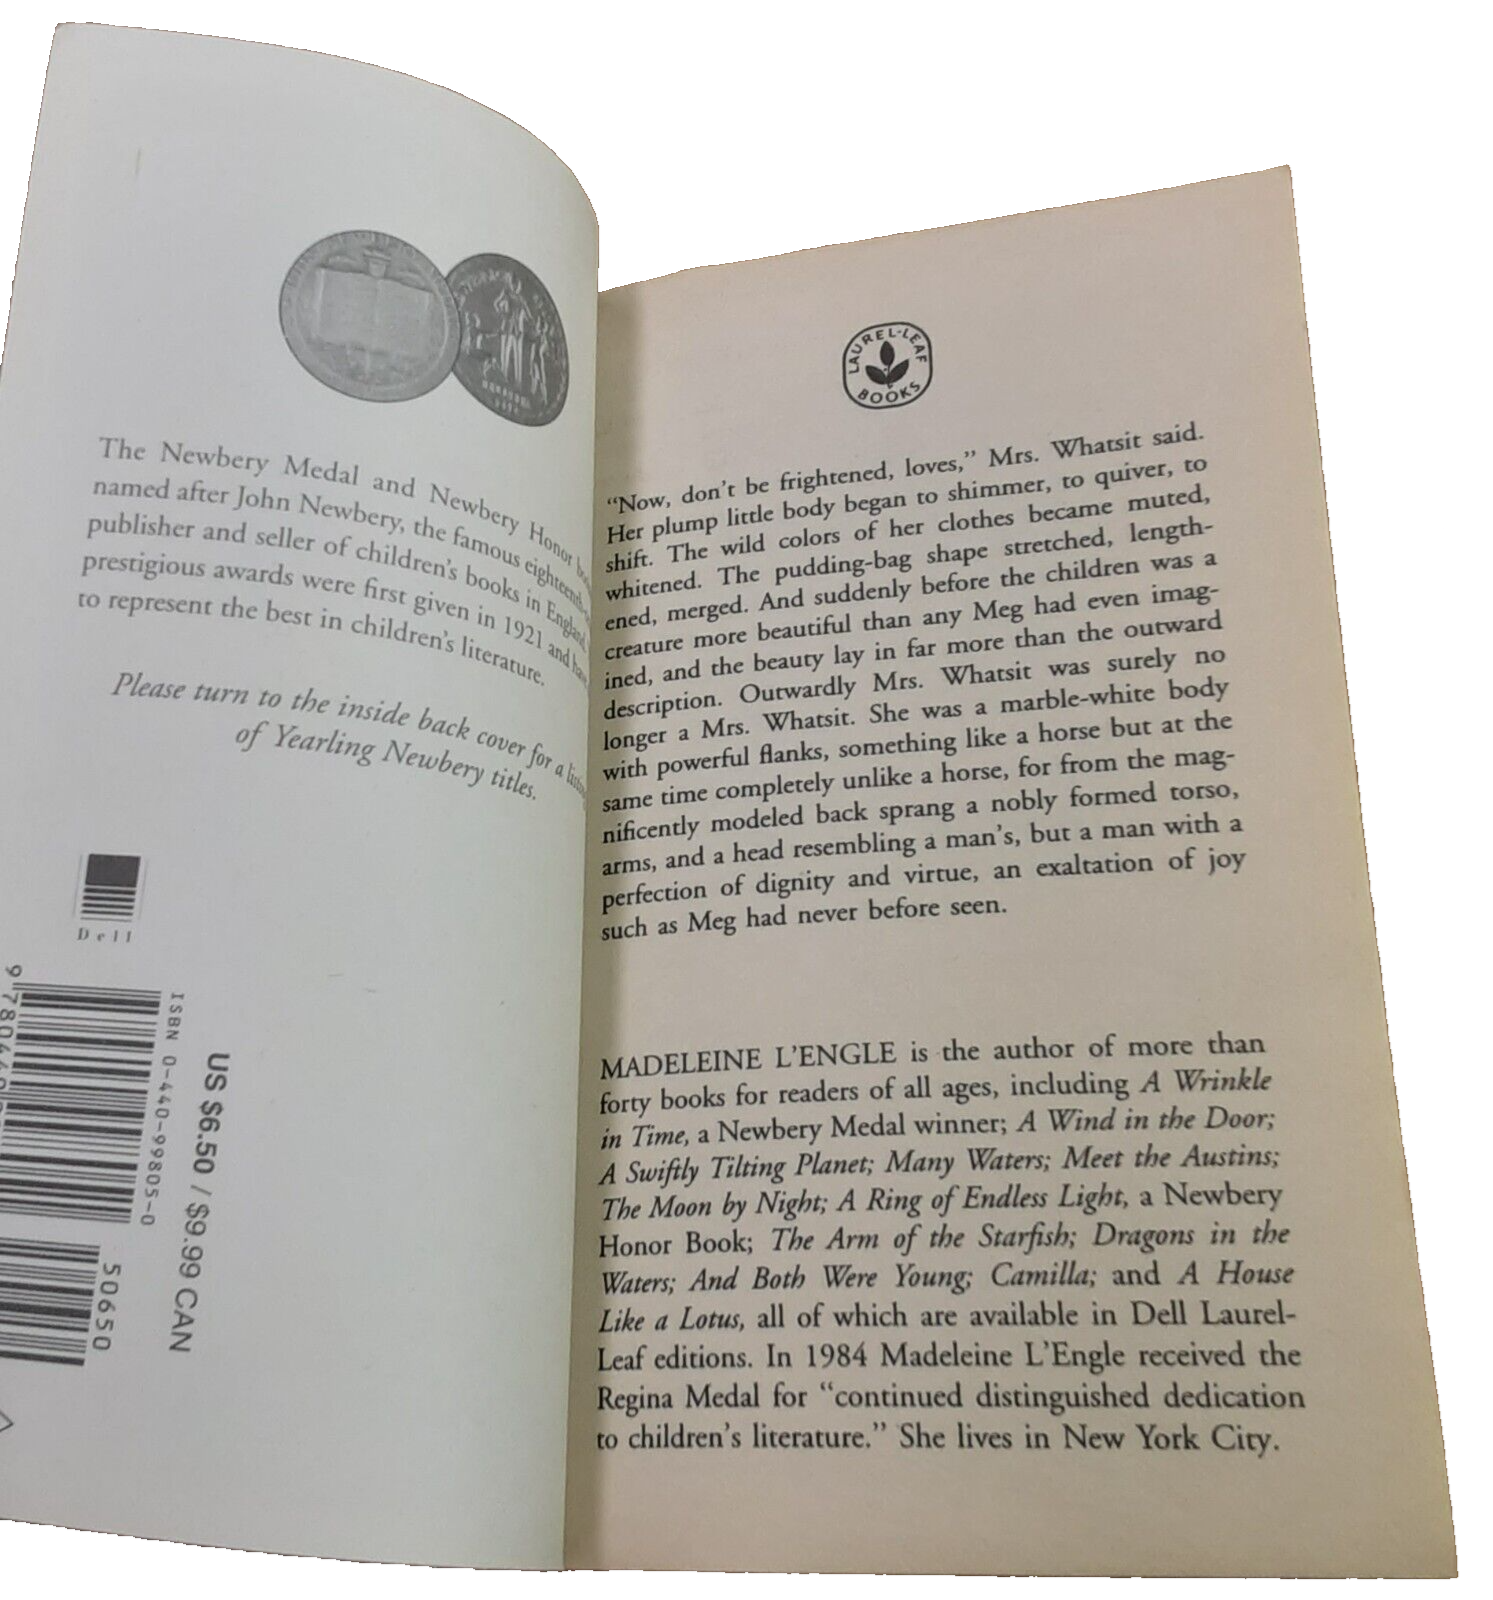 The Newbery Medal and Newbery Honor
named after John Newbery, the famous eighteenth-
publisher and seller of children's books in England.
prestigious awards were first given in 1921 and have
to represent the best in children's literature.
Please turn to the inside back cover for a listing
of Yearling Newbery titles.
Dell
ISBN 0-440-99805-0
50650
US $6.50 / $9.99 CAN
LAUREL-LEAF
BOOKS
“Now, don't be frightened, loves,” Mrs. Whatsit said.
Her plump little body began to shimmer, to quiver, to
shift. The wild colors of her clothes became muted,
whitened. The pudding-bag shape stretched, length-
ened, merged. And suddenly before the children was a
creature more beautiful than any Meg had even imag-
ined, and the beauty lay in far more than the outward
description. Outwardly Mrs. Whatsit was surely no
longer a Mrs. Whatsit. She was a marble-white body
with powerful flanks, something like a horse but at the
same time completely unlike a horse, for from the mag-
nificently modeled back sprang a nobly formed torso,
arms, and a head resembling a man's, but a man with a
perfection of dignity and virtue, an exaltation of joy
such as Meg had never before seen.
MADELEINE L'ENGLE is the author of more than
forty books for readers of all ages, including A Wrinkle
in Time, a Newbery Medal winner; A Wind in the Door;
A Swiftly Tilting Planet; Many Waters; Meet the Austins;
The Moon by Night; A Ring of Endless Light, a Newbery
Honor Book; The Arm of the Starfish; Dragons in the
Waters; And Both Were Young; Camilla; and A House
Like a Lotus, all of which are available in Dell Laurel-
Leaf editions. In 1984 Madeleine L'Engle received the
Regina Medal for “continued distinguished dedication
to children's literature.” She lives in New York City.